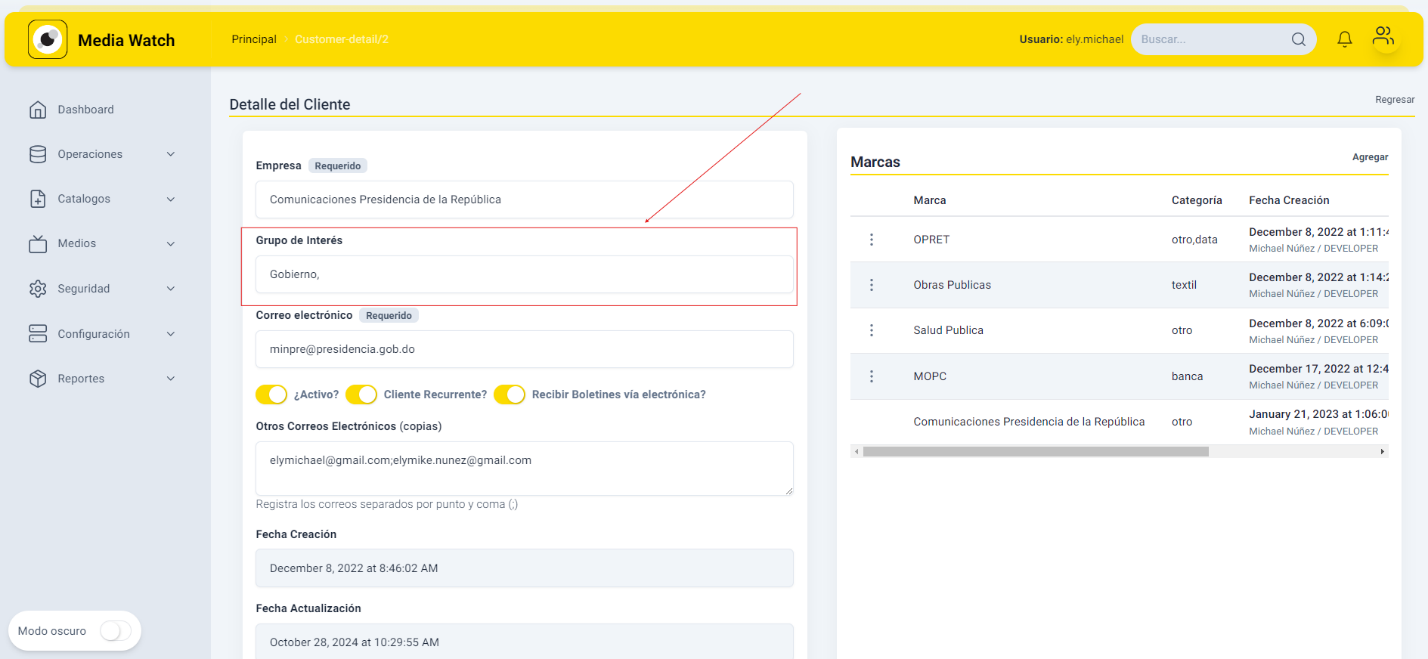 Media Watch
Principal > Customer-detail/2
Usuario: ely.michael
Buscar...
Dashboard
Operaciones
Catalogos
Medios
Seguridad
Configuración
Reportes
Modo oscuro
Detalle del Cliente
Regresar
Empresa Requerido
Comunicaciones Presidencia de la República
Grupo de Interés
Gobierno,
Correo electrónico Requerido
minpre@presidencia.gob.do
¿Activo? Cliente Recurrente? Recibir Boletines vía electrónica?
Otros Correos Electrónicos (copias)
elymichael@gmail.com;elymike.nunez@gmail.com
Registra los correos separados por punto y coma (;)
Fecha Creación
December 8, 2022 at 8:46:02 AM
Fecha Actualización
October 28, 2024 at 10:29:55 AM
Marcas
Agregar
Marca Categoría Fecha Creación
OPRET otro,data December 8, 2022 at 1:11:4
Michael Núñez / DEVELOPER
Obras Publicas textil December 8, 2022 at 1:14:2
Michael Núñez / DEVELOPER
Salud Publica otro December 8, 2022 at 6:09:0
Michael Núñez / DEVELOPER
MOPC banca December 17, 2022 at 12:4
Michael Núñez / DEVELOPER
Comunicaciones Presidencia de la República otro January 21, 2023 at 1:06:0
Michael Núñez / DEVELOPER